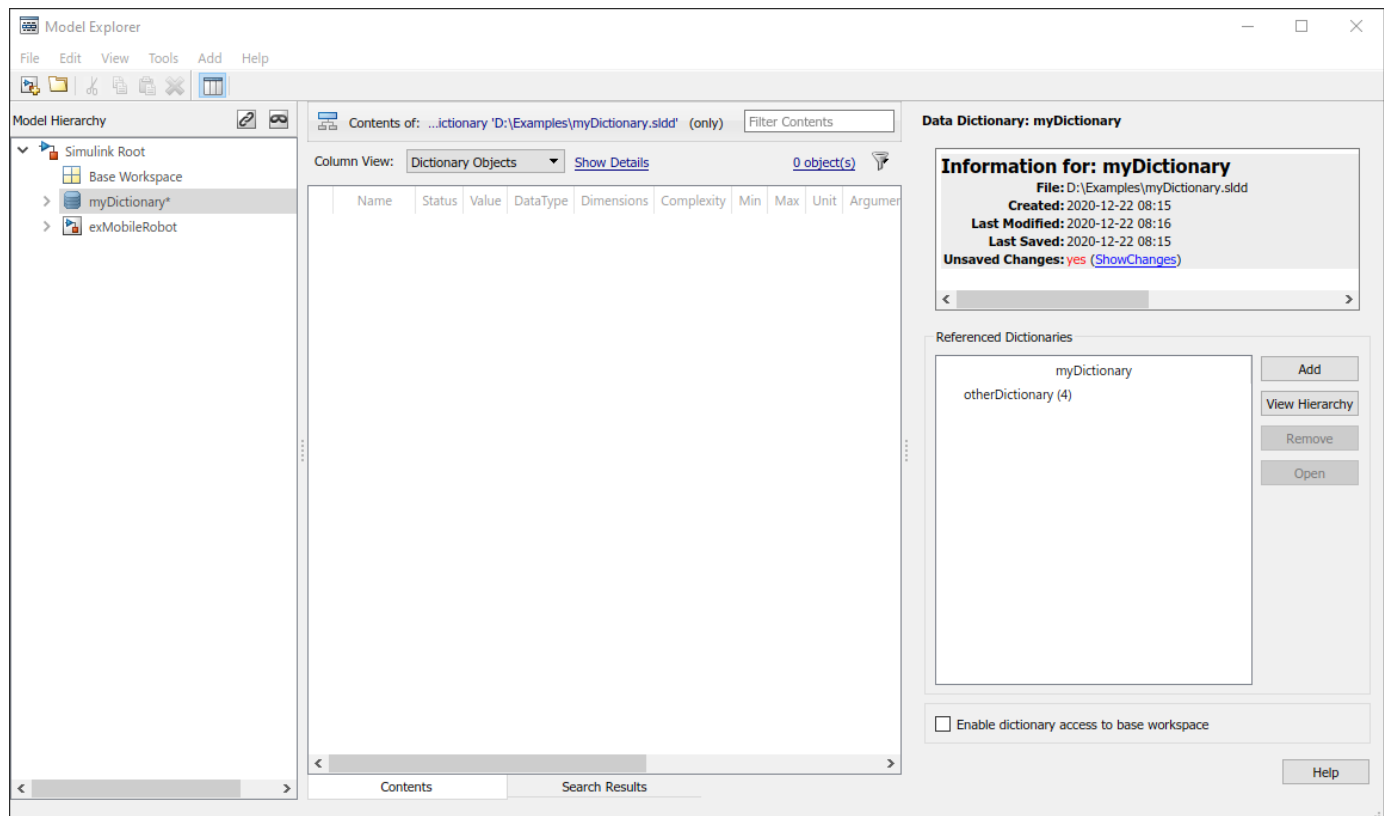 Model Explorer
File Edit View Tools Add Help
Model Hierarchy
Simulink Root
Base Workspace
myDictionary*
exMobileRobot
Contents of: ...ictionary 'D:\Examples\myDictionary.sldd' (only) Filter Contents
Column View: Dictionary Objects Show Details 0 object(s)
Name Status Value DataType Dimensions Complexity Min Max Unit Argumer
Contents Search Results
Data Dictionary: myDictionary
Information for: myDictionary
File: D:\Examples\myDictionary.sldd
Created: 2020-12-22 08:15
Last Modified: 2020-12-22 08:16
Last Saved: 2020-12-22 08:15
Unsaved Changes: yes (ShowChanges)
Referenced Dictionaries
myDictionary
otherDictionary (4)
Add
View Hierarchy
Remove
Open
Enable dictionary access to base workspace
Help